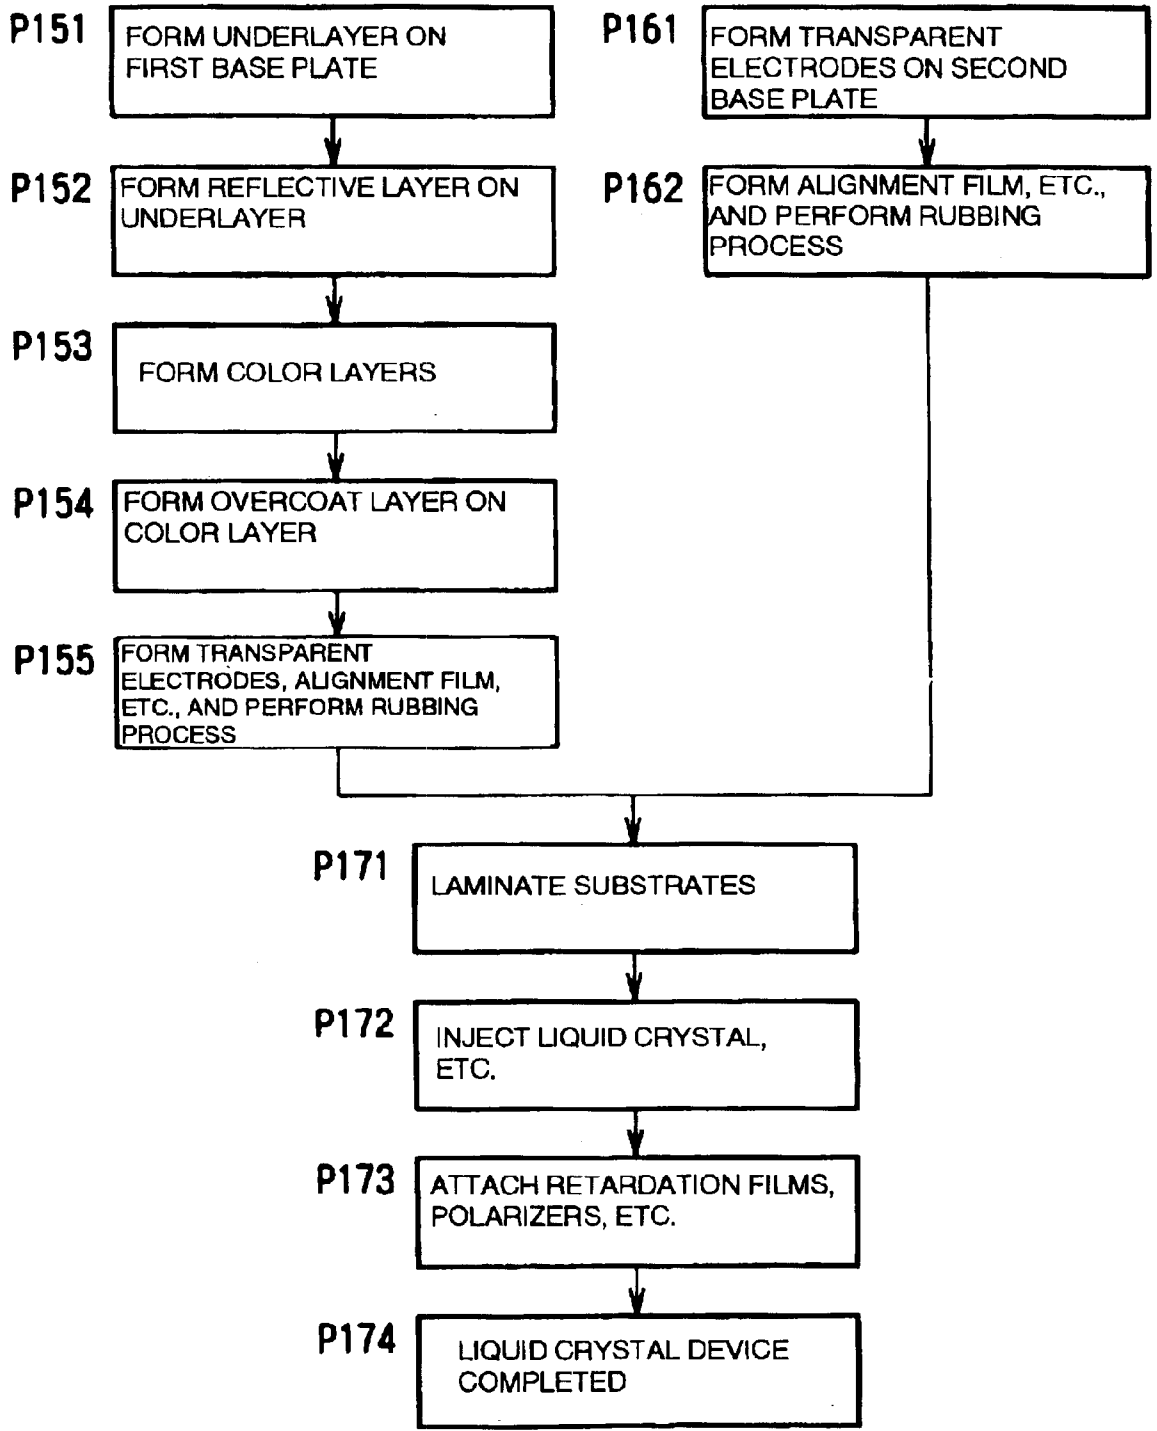 P151
FORM UNDERLAYER ON
FIRST BASE PLATE
P152
FORM REFLECTIVE LAYER ON
UNDERLAYER
P153
FORM COLOR LAYERS
P154
FORM OVERCOAT LAYER ON
COLOR LAYER
P155
FORM TRANSPARENT
ELECTRODES, ALIGNMENT FILM,
ETC., AND PERFORM RUBBING
PROCESS
P161
FORM TRANSPARENT
ELECTRODES ON SECOND
BASE PLATE
P162
FORM ALIGNMENT FILM, ETC.,
AND PERFORM RUBBING
PROCESS
P171
LAMINATE SUBSTRATES
P172
INJECT LIQUID CRYSTAL,
ETC.
P173
ATTACH RETARDATION FILMS,
POLARIZERS, ETC.
P174
LIQUID CRYSTAL DEVICE
COMPLETED